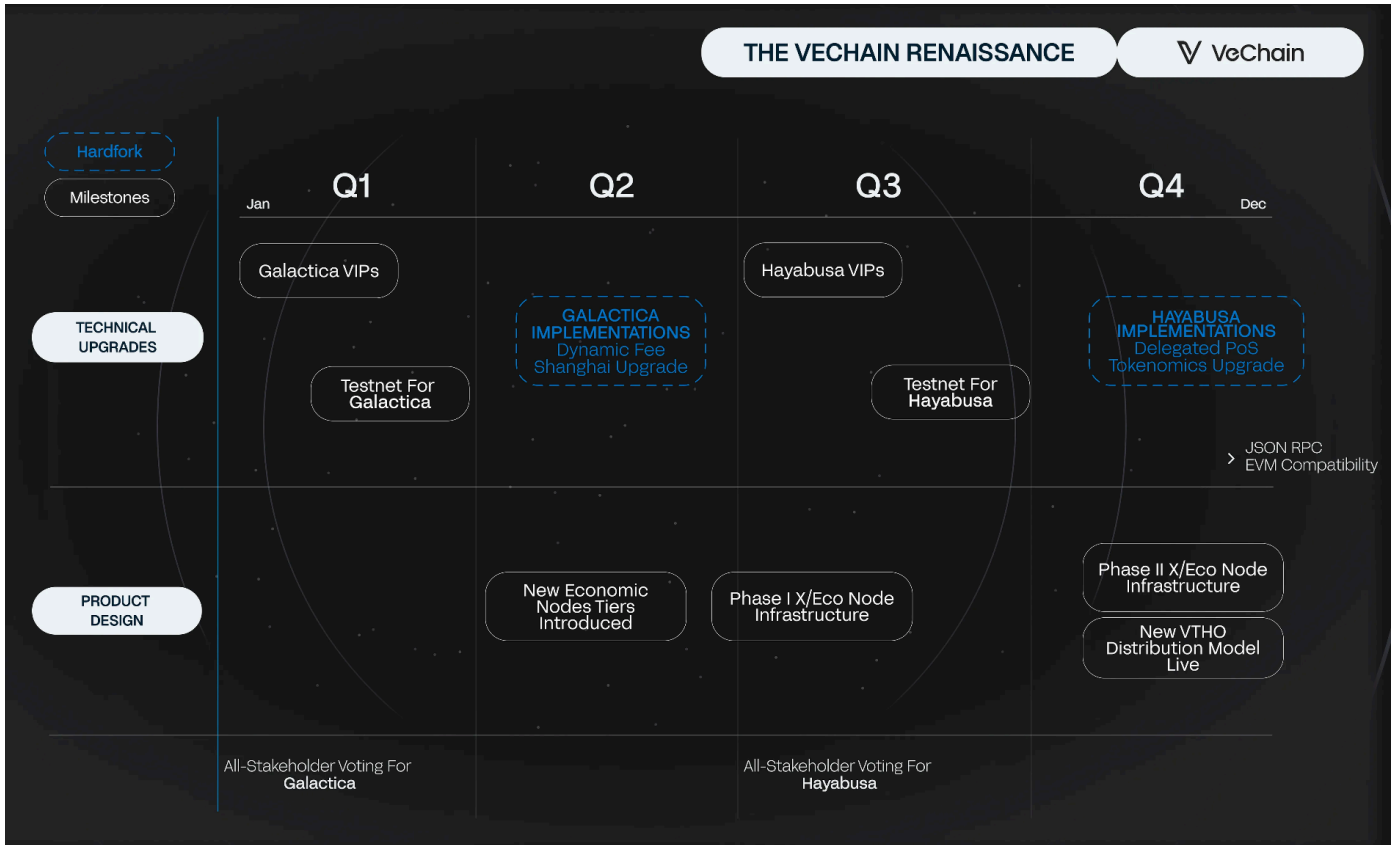 THE VECHAIN RENAISSANCE
VeChain
Hardfork
Milestones
Q1
Q2
Q3
Q4
Jan
Dec
TECHNICAL
UPGRADES
Galactica VIPs
Testnet For
Galactica
GALACTICA
IMPLEMENTATIONS
Dynamic Fee
Shanghai Upgrade
Hayabusa VIPs
Testnet For
Hayabusa
HAYABUSA
IMPLEMENTATIONS
Delegated PoS
Tokenomics Upgrade
JSON RPC
EVM Compatibility
PRODUCT
DESIGN
New Economic
Nodes Tiers
Introduced
Phase I X/Eco Node
Infrastructure
Phase II X/Eco Node
Infrastructure
New VTHO
Distribution Model
Live
All-Stakeholder Voting For
Galactica
All-Stakeholder Voting For
Hayabusa